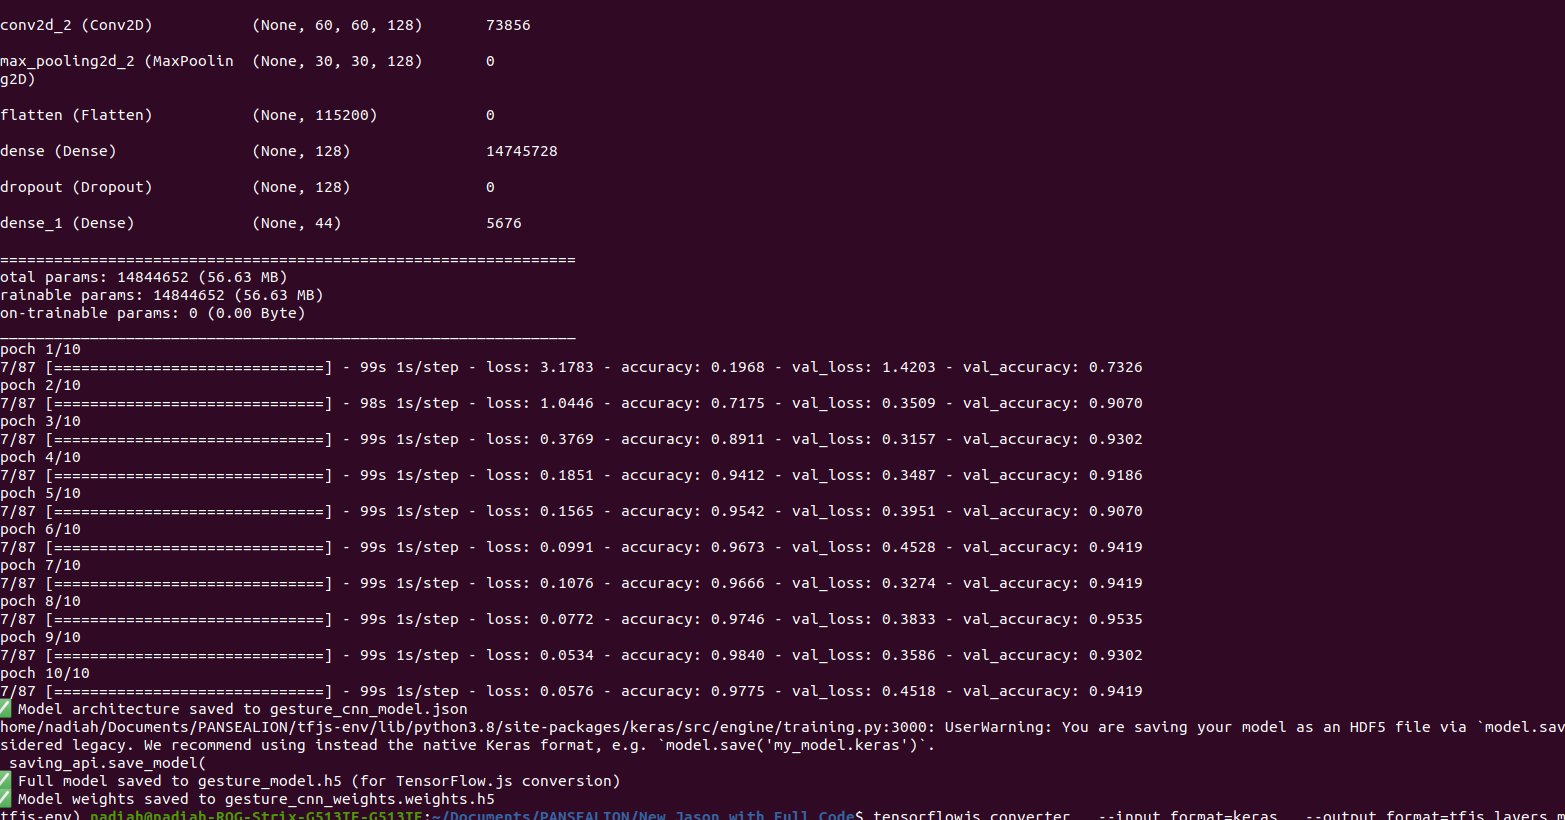 conv2d_2 (Conv2D)           (None, 60, 60, 128)       73856
max_pooling2d_2 (MaxPoolin  (None, 30, 30, 128)       0
g2D)
flatten (Flatten)           (None, 115200)            0
dense (Dense)               (None, 128)               14745728
dropout (Dropout)           (None, 128)               0
dense_1 (Dense)             (None, 44)                5676
================================================================
otal params: 14844652 (56.63 MB)
rainable params: 14844652 (56.63 MB)
on-trainable params: 0 (0.00 Byte)
________________________________________________________________
poch 1/10
7/87 [==============================] - 99s 1s/step - loss: 3.1783 - accuracy: 0.1968 - val_loss: 1.4203 - val_accuracy: 0.7326
poch 2/10
7/87 [==============================] - 98s 1s/step - loss: 1.0446 - accuracy: 0.7175 - val_loss: 0.3509 - val_accuracy: 0.9070
poch 3/10
7/87 [==============================] - 99s 1s/step - loss: 0.3769 - accuracy: 0.8911 - val_loss: 0.3157 - val_accuracy: 0.9302
poch 4/10
7/87 [==============================] - 99s 1s/step - loss: 0.1851 - accuracy: 0.9412 - val_loss: 0.3487 - val_accuracy: 0.9186
poch 5/10
7/87 [==============================] - 99s 1s/step - loss: 0.1565 - accuracy: 0.9542 - val_loss: 0.3951 - val_accuracy: 0.9070
poch 6/10
7/87 [==============================] - 99s 1s/step - loss: 0.0991 - accuracy: 0.9673 - val_loss: 0.4528 - val_accuracy: 0.9419
poch 7/10
7/87 [==============================] - 99s 1s/step - loss: 0.1076 - accuracy: 0.9666 - val_loss: 0.3274 - val_accuracy: 0.9419
poch 8/10
7/87 [==============================] - 99s 1s/step - loss: 0.0772 - accuracy: 0.9746 - val_loss: 0.3833 - val_accuracy: 0.9535
poch 9/10
7/87 [==============================] - 99s 1s/step - loss: 0.0534 - accuracy: 0.9840 - val_loss: 0.3586 - val_accuracy: 0.9302
poch 10/10
7/87 [==============================] - 99s 1s/step - loss: 0.0576 - accuracy: 0.9775 - val_loss: 0.4518 - val_accuracy: 0.9419
✅ Model architecture saved to gesture_cnn_model.json
home/nadiah/Documents/PANSEALION/tfjs-env/lib/python3.8/site-packages/keras/src/engine/training.py:3000: UserWarning: You are saving your model as an HDF5 file via `model.sav
sidered legacy. We recommend using instead the native Keras format, e.g. `model.save('my_model.keras')`.
saving_api.save_model(
✅ Full model saved to gesture_model.h5 (for TensorFlow.js conversion)
✅ Model weights saved to gesture_cnn_weights.weights.h5
tfjs-env) nadiah@nadiah-ROG-Strix-G513TE-G513TE:~/Documents/PANSEALION/New Jason with Full Code$ tensorflowjs_converter   --input_format=keras   --output_format=tfjs_layers_m